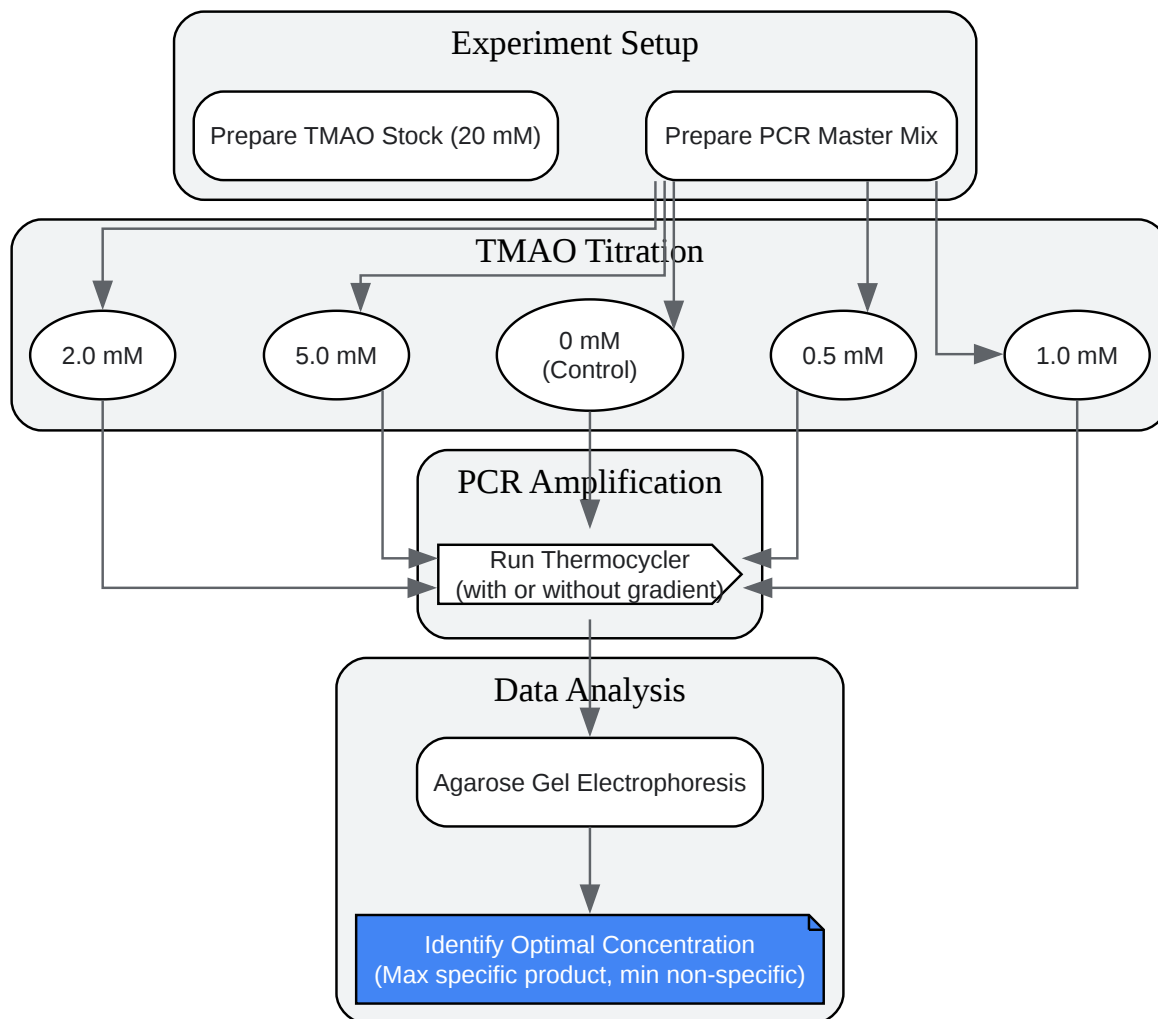 Experiment Setup
Prepare TMAO Stock (20 mM)
Prepare PCR Master Mix
TMAO Titration
2.0 mM
5.0 mM
0 mM
(Control)
0.5 mM
1.0 mM
PCR Amplification
Run Thermocycler
(with or without gradient)
Data Analysis
Agarose Gel Electrophoresis
Identify Optimal Concentration
(Max specific product, min non-specific)